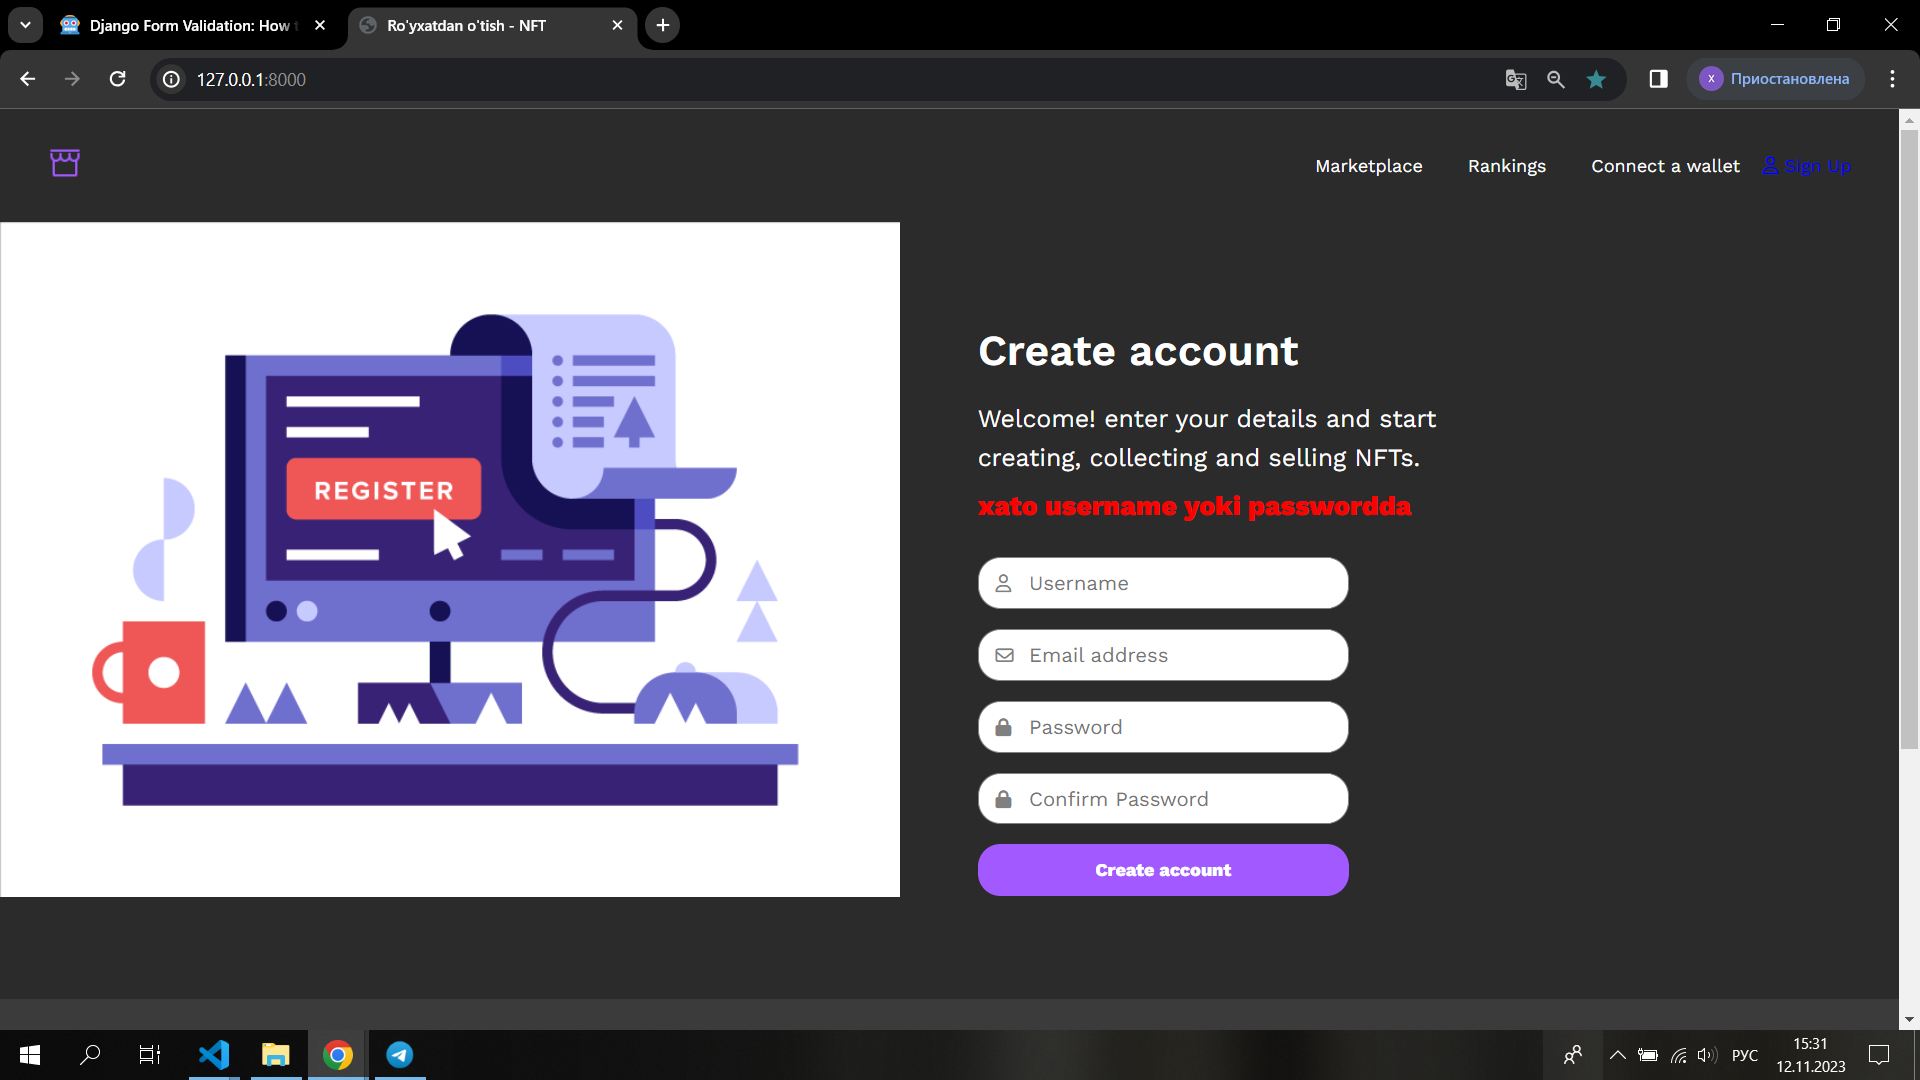 Django Form Validation: How
Ro'yxatdan o'tish - NFT
127.0.0.1:8000
x
Приостановлена
Marketplace
Rankings
Connect a wallet
Sign Up
REGISTER
Create account
Welcome! enter your details and start
creating, collecting and selling NFTs.
xato username yoki passwordda
Username
Email address
Password
Confirm Password
Create account
РУС
15:31
12.11.2023